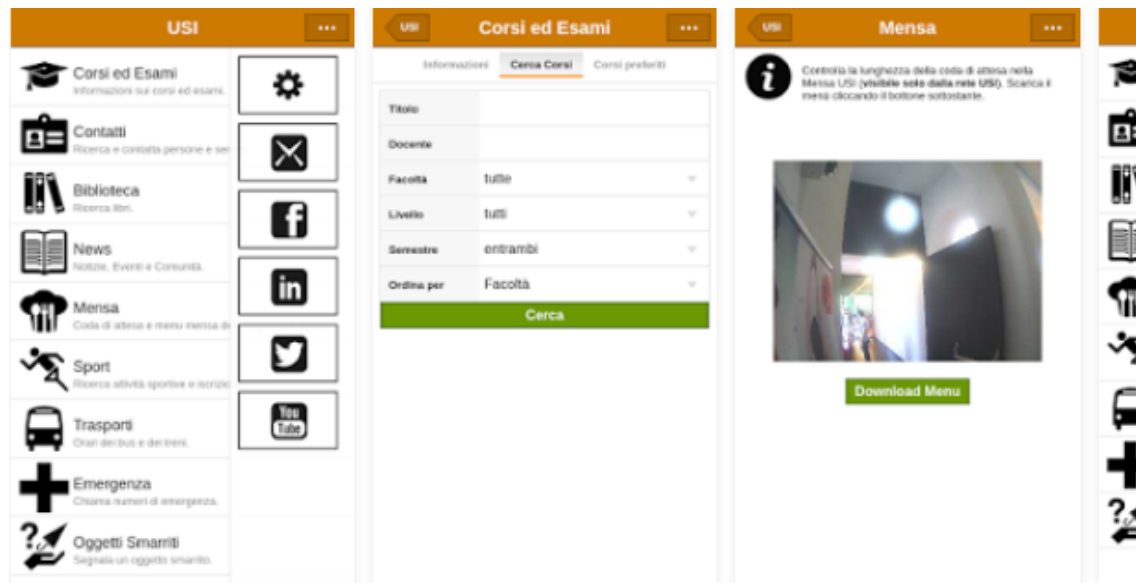 USI
Corsi ed Esami
Informazioni sui corsi ed esami.
Contatti
Ricerca e contatta persone e ser
Biblioteca
Ricerca libri.
News
Notizie, Eventi e Comunità.
Mensa
Coda di attesa e menu mensa de
Sport
Ricerca attività sportive e iscrizic
Trasporti
Orari dei bus e dei treni.
Emergenza
Chiama numeri di emergenza.
Oggetti Smarriti
Segnala un oggetto smarrito.
f
in
You
Tube
USI
Corsi ed Esami
Informazioni Cerca Corsi Corsi preferiti
Titolo
Docente
Facoltà tutte
Livello tutti
Semestre entrambi
Ordina per Facoltà
Cerca
USI
Mensa
Controlla la lunghezza della coda di attesa nella
Mensa USI (visibile solo dalla rete USI). Scarica il
menù cliccando il bottone sottostante.
Download Menu